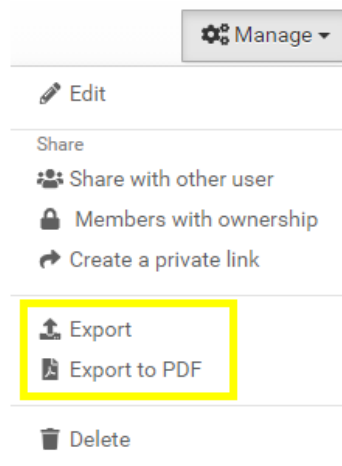 Manage
Edit
Share
Share with other user
Members with ownership
Create a private link
Export
Export to PDF
Delete